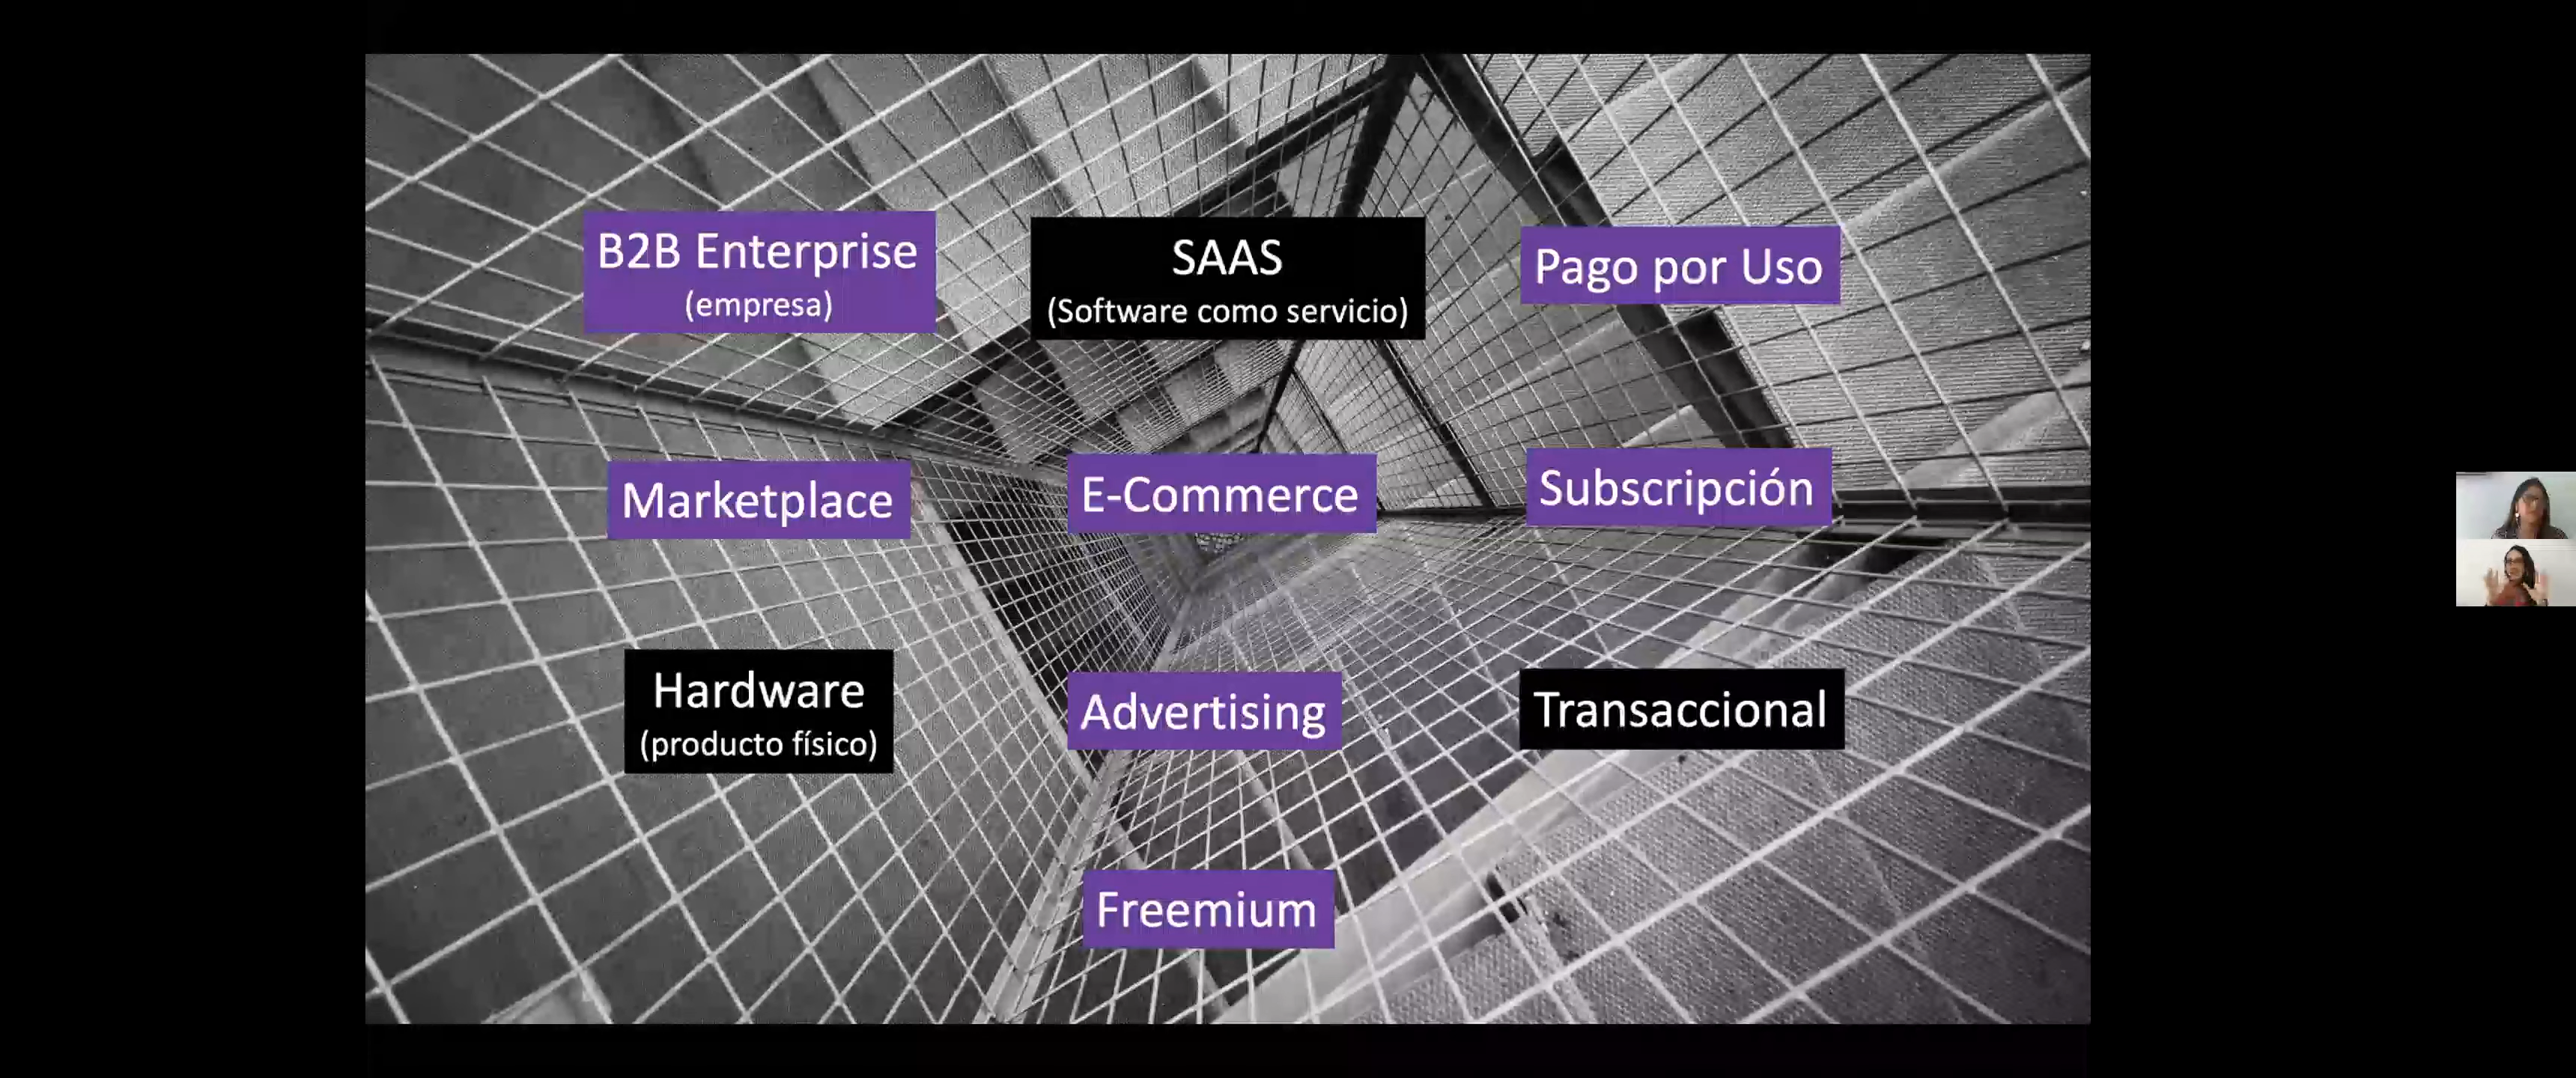 B2B Enterprise
(empresa)
SAAS
(Software como servicio)
Pago por Uso
Marketplace
E-Commerce
Subscripción
Hardware
(producto físico)
Advertising
Transaccional
Freemium